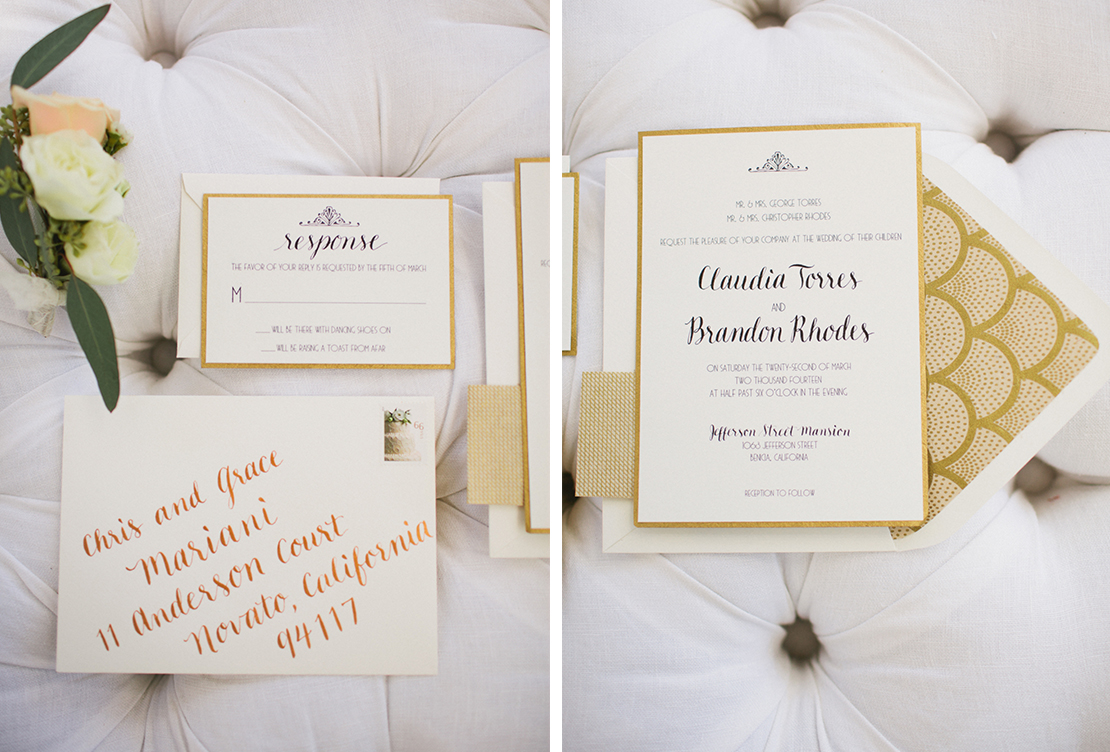 response
THE FAVOR OF YOUR REPLY IS REQUESTED BY THE FIFTH OF MARCH
M
WILL BE THERE WITH DANCING SHOES ON
WILL BE RAISING A TOAST FROM AFAR
66
Chris and Grace
Mariani
11 Anderson Court
Novato, California
94117
MR. & MRS. GEORGE TORRES
MR. & MRS. CHRISTOPHER RHODES
REQUEST THE PLEASURE OF YOUR COMPANY AT THE WEDDING OF THEIR CHILDREN
Claudia Torres
AND
Brandon Rhodes
ON SATURDAY THE TWENTY-SECOND OF MARCH
TWO THOUSAND FOURTEEN
AT HALF PAST SIX O'CLOCK IN THE EVENING
Jefferson Street Mansion
1063 JEFFERSON STREET
BENICIA, CALIFORNIA
RECEPTION TO FOLLOW